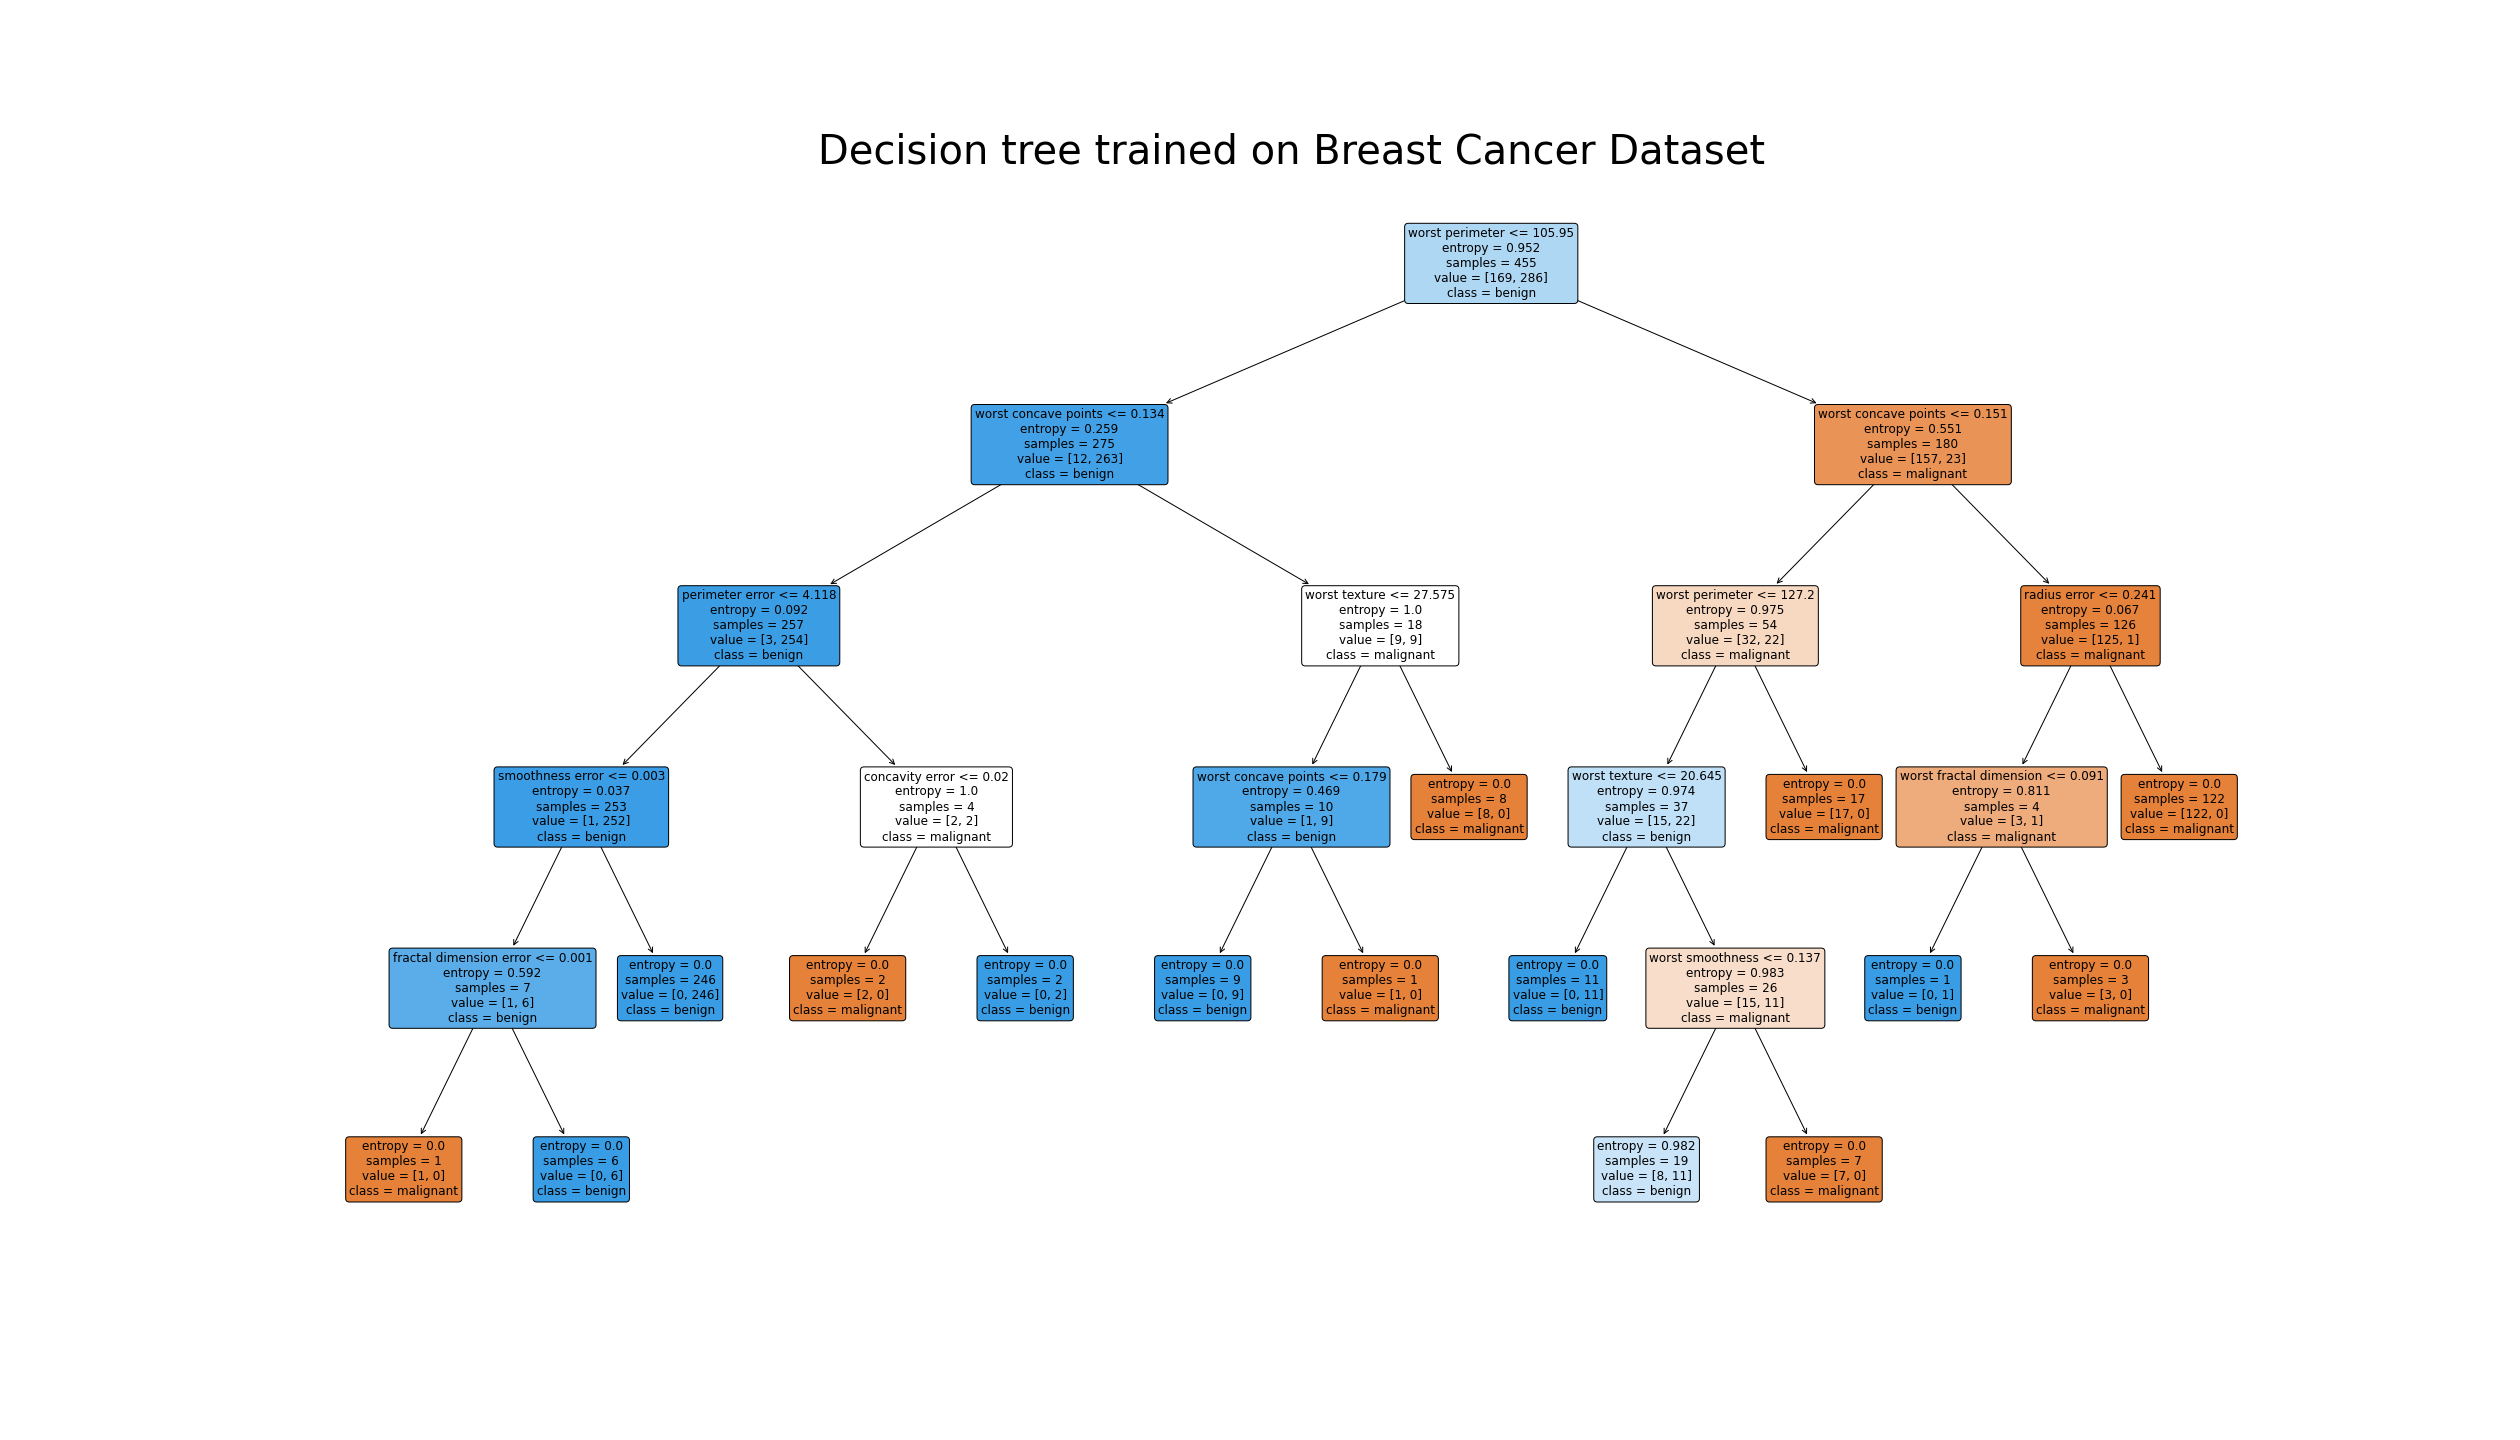 Decision tree trained on Breast Cancer Dataset
worst perimeter <= 105.95
entropy = 0.952
samples = 455
value = [169, 286]
class = benign
worst concave points <= 0.134
entropy = 0.259
samples = 275
value = [12, 263]
class = benign
worst concave points <= 0.151
entropy = 0.551
samples = 180
value = [157, 23]
class = malignant
perimeter error <= 4.118
entropy = 0.092
samples = 257
value = [3, 254]
class = benign
worst texture <= 27.575
entropy = 1.0
samples = 18
value = [9, 9]
class = malignant
worst perimeter <= 127.2
entropy = 0.975
samples = 54
value = [32, 22]
class = malignant
radius error <= 0.241
entropy = 0.067
samples = 126
value = [125, 1]
class = malignant
smoothness error <= 0.003
entropy = 0.037
samples = 253
value = [1, 252]
class = benign
concavity error <= 0.02
entropy = 1.0
samples = 4
value = [2, 2]
class = malignant
worst concave points <= 0.179
entropy = 0.469
samples = 10
value = [1, 9]
class = benign
entropy = 0.0
samples = 8
value = [8, 0]
class = malignant
worst texture <= 20.645
entropy = 0.974
samples = 37
value = [15, 22]
class = benign
entropy = 0.0
samples = 17
value = [17, 0]
class = malignant
worst fractal dimension <= 0.091
entropy = 0.811
samples = 4
value = [3, 1]
class = malignant
entropy = 0.0
samples = 122
value = [122, 0]
class = malignant
fractal dimension error <= 0.001
entropy = 0.592
samples = 7
value = [1, 6]
class = benign
entropy = 0.0
samples = 246
value = [0, 246]
class = benign
entropy = 0.0
samples = 2
value = [2, 0]
class = malignant
entropy = 0.0
samples = 2
value = [0, 2]
class = benign
entropy = 0.0
samples = 9
value = [0, 9]
class = benign
entropy = 0.0
samples = 1
value = [1, 0]
class = malignant
entropy = 0.0
samples = 11
value = [0, 11]
class = benign
worst smoothness <= 0.137
entropy = 0.983
samples = 26
value = [15, 11]
class = malignant
entropy = 0.0
samples = 1
value = [0, 1]
class = benign
entropy = 0.0
samples = 3
value = [3, 0]
class = malignant
entropy = 0.0
samples = 1
value = [1, 0]
class = malignant
entropy = 0.0
samples = 6
value = [0, 6]
class = benign
entropy = 0.982
samples = 19
value = [8, 11]
class = benign
entropy = 0.0
samples = 7
value = [7, 0]
class = malignant